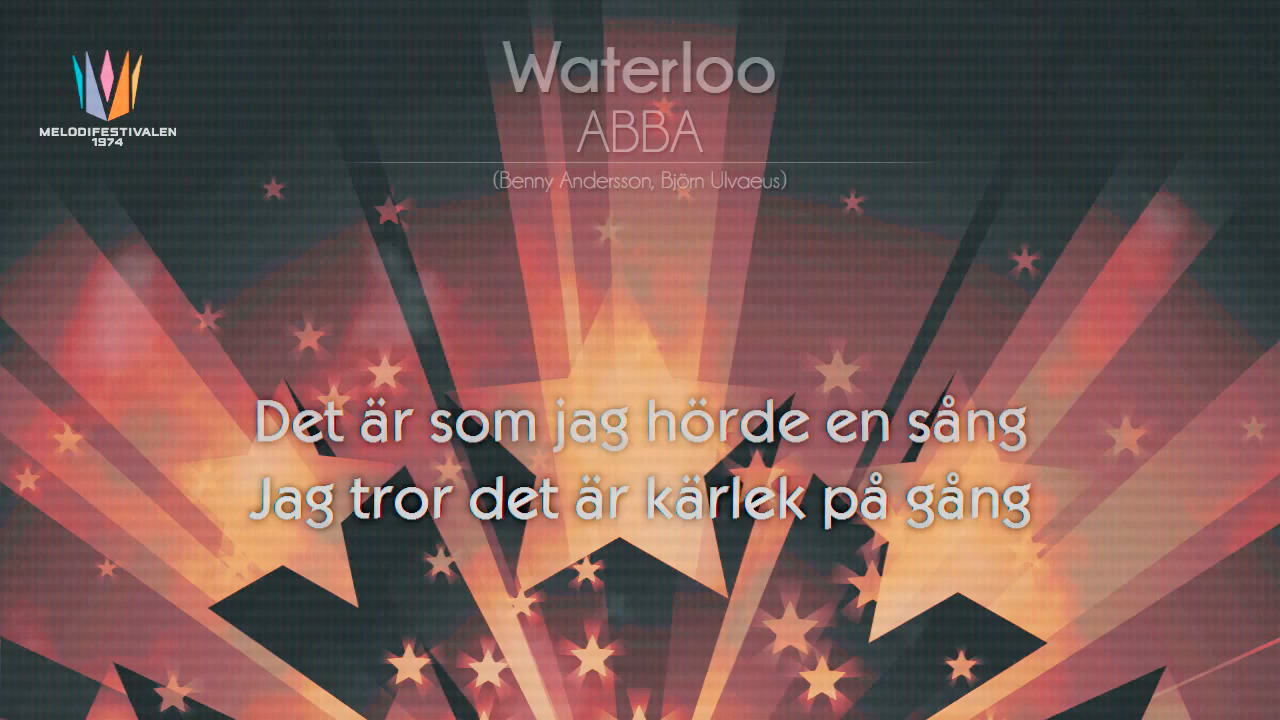 Waterloo
ABBA
MELODIFESTIVALEN
1974
(Benny Andersson, Björn Ulvaeus)
Det är som jag hörde en sång
Jag tror det är kärlek på gång